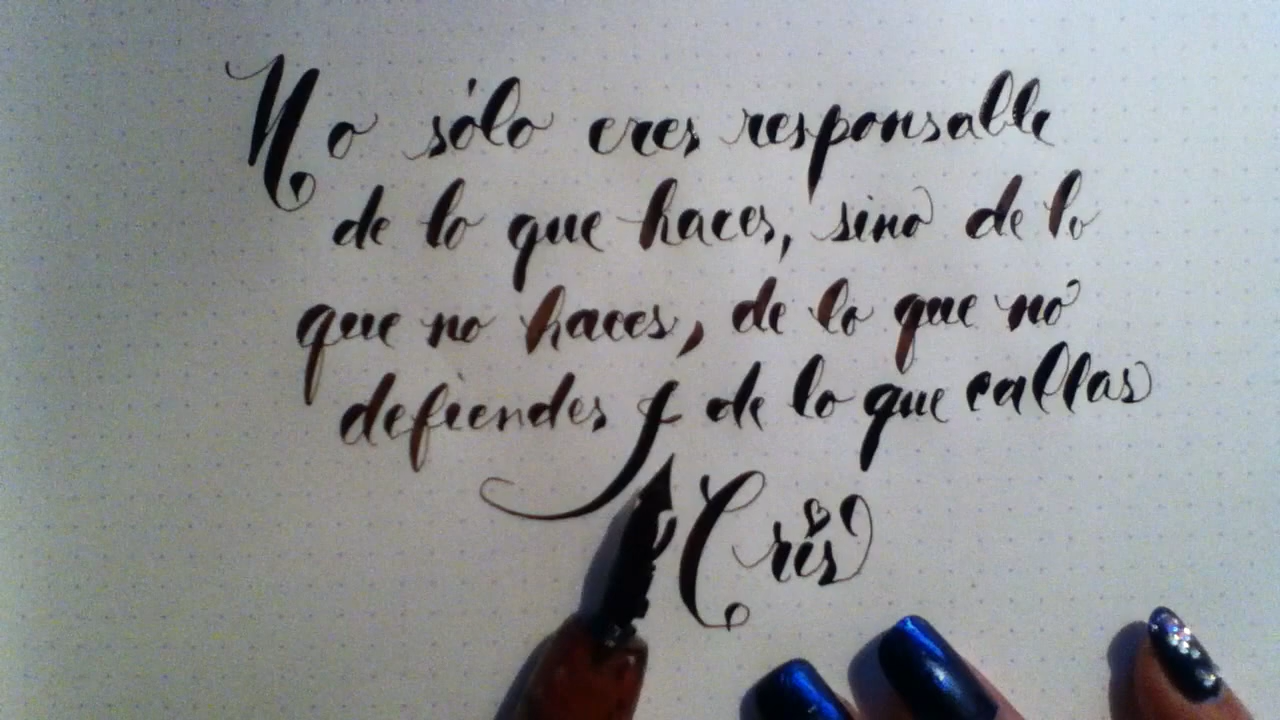 No sólo eres responsable
de lo que haces, sino de lo
que no haces, de lo que no
defiendes y de lo que callas
Cris